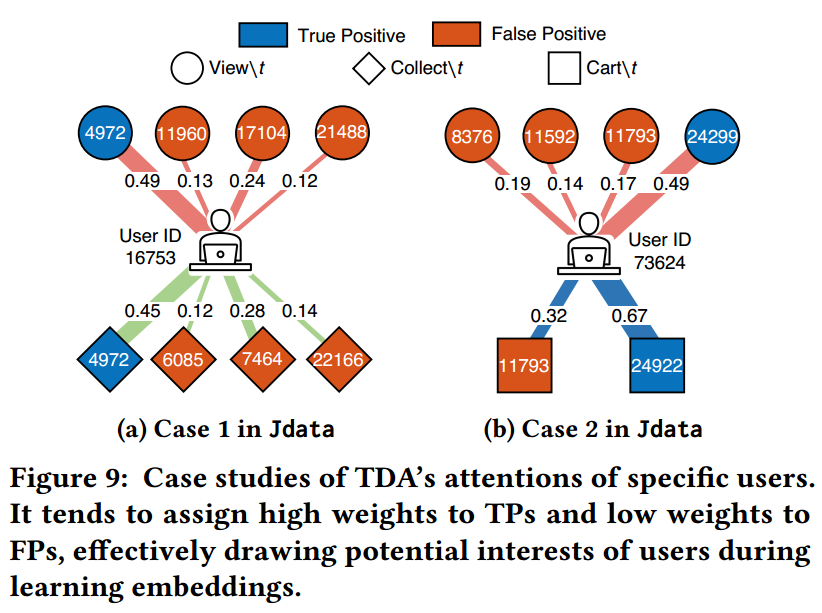 True Positive False Positive
View\t Collect\t Cart\t
4972 11960 17104 21488
0.49 0.13 0.24 0.12
User ID
16753
0.45 0.12 0.28 0.14
4972 6085 7464 22166
(a) Case 1 in Jdata
8376 11592 11793 24299
0.19 0.14 0.17 0.49
User ID
73624
0.32 0.67
11793 24922
(b) Case 2 in Jdata
Figure 9: Case studies of TDA's attentions of specific users.
It tends to assign high weights to TPs and low weights to
FPs, effectively drawing potential interests of users during
learning embeddings.